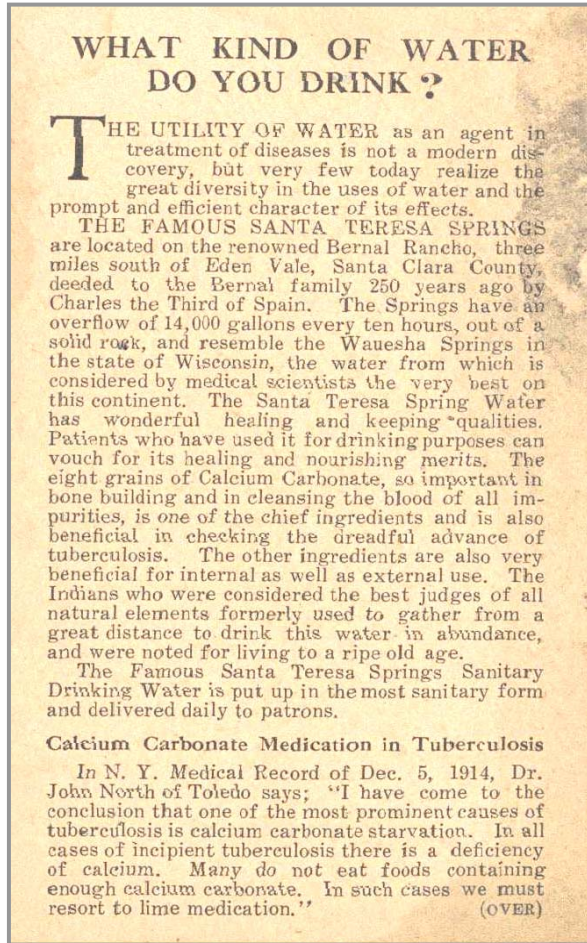 WHAT KIND OF WATER
DO YOU DRINK?
THE UTILITY OF WATER as an agent in
treatment of diseases is not a modern dis-
covery, but very few today realize the
great diversity in the uses of water and the
prompt and efficient character of its effects.
THE FAMOUS SANTA TERESA SPRINGS
are located on the renowned Bernal Rancho, three
miles south of Eden Vale, Santa Clara County,
deeded to the Bernal family 250 years ago by
Charles the Third of Spain. The Springs have an
overflow of 14,000 gallons every ten hours, out of a
solid rock, and resemble the Wauesha Springs in
the state of Wisconsin, the water from which is
considered by medical scientists the very best on
this continent. The Santa Teresa Spring Water
has wonderful healing and keeping qualities.
Patients who have used it for drinking purposes can
vouch for its healing and nourishing merits. The
eight grains of Calcium Carbonate, so important in
bone building and in cleansing the blood of all im-
purities, is one of the chief ingredients and is also
beneficial in checking the dreadful advance of
tuberculosis. The other ingredients are also very
beneficial for internal as well as external use. The
Indians who were considered the best judges of all
natural elements formerly used to gather from a
great distance to drink this water in abundance,
and were noted for living to a ripe old age.
The Famous Santa Teresa Springs Sanitary
Drinking Water is put up in the most sanitary form
and delivered daily to patrons.
Calcium Carbonate Medication in Tuberculosis
In N. Y. Medical Record of Dec. 5, 1914, Dr.
John North of Toledo says; "I have come to the
conclusion that one of the most prominent causes of
tuberculosis is calcium carbonate starvation. In all
cases of incipient tuberculosis there is a deficiency
of calcium. Many do not eat foods containing
enough calcium carbonate. In such cases we must
resort to lime medication." (OVER)